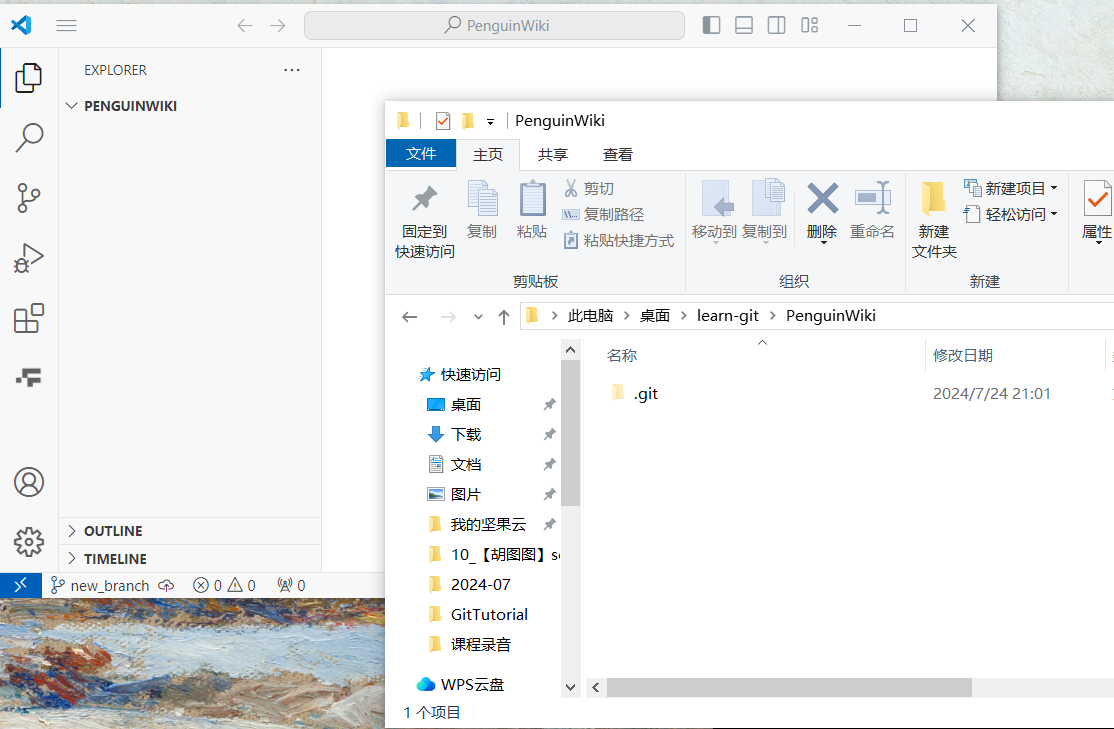 PenguinWiki
EXPLORER
PENGUINWIKI
OUTLINE
TIMELINE
new_branch 0 0 0
PenguinWiki
文件 主页 共享 查看
固定到
快速访问
复制
粘贴
剪切
复制路径
粘贴快捷方式
剪贴板
移动到 复制到 删除 重命名
组织
新建
文件夹
新建项目
轻松访问
新建
属性
此电脑 桌面 learn-git PenguinWiki
名称 修改日期
.git 2024/7/24 21:01
快速访问
桌面
下载
文档
图片
我的坚果云
10_【胡图图】
2024-07
GitTutorial
课程录音
WPS云盘
1 个项目